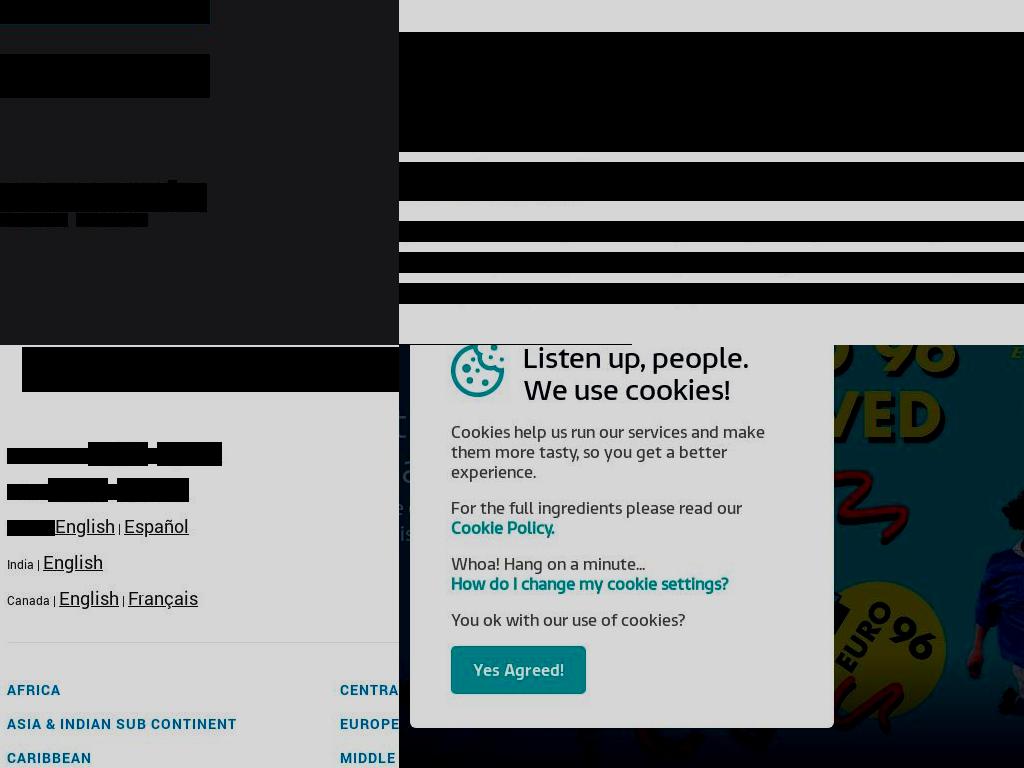 English | Español
India | English
Canada | English | Français
AFRICA
CENTRA
ASIA & INDIAN SUB CONTINENT
EUROPE
CARIBBEAN
MIDDLE
Listen up, people.
We use cookies!
Cookies help us run our services and make
them more tasty, so you get a better
experience.
For the full ingredients please read our
Cookie Policy.
Whoa! Hang on a minute...
How do I change my cookie settings?
You ok with our use of cookies?
Yes Agreed!
96
VED
EURO 96